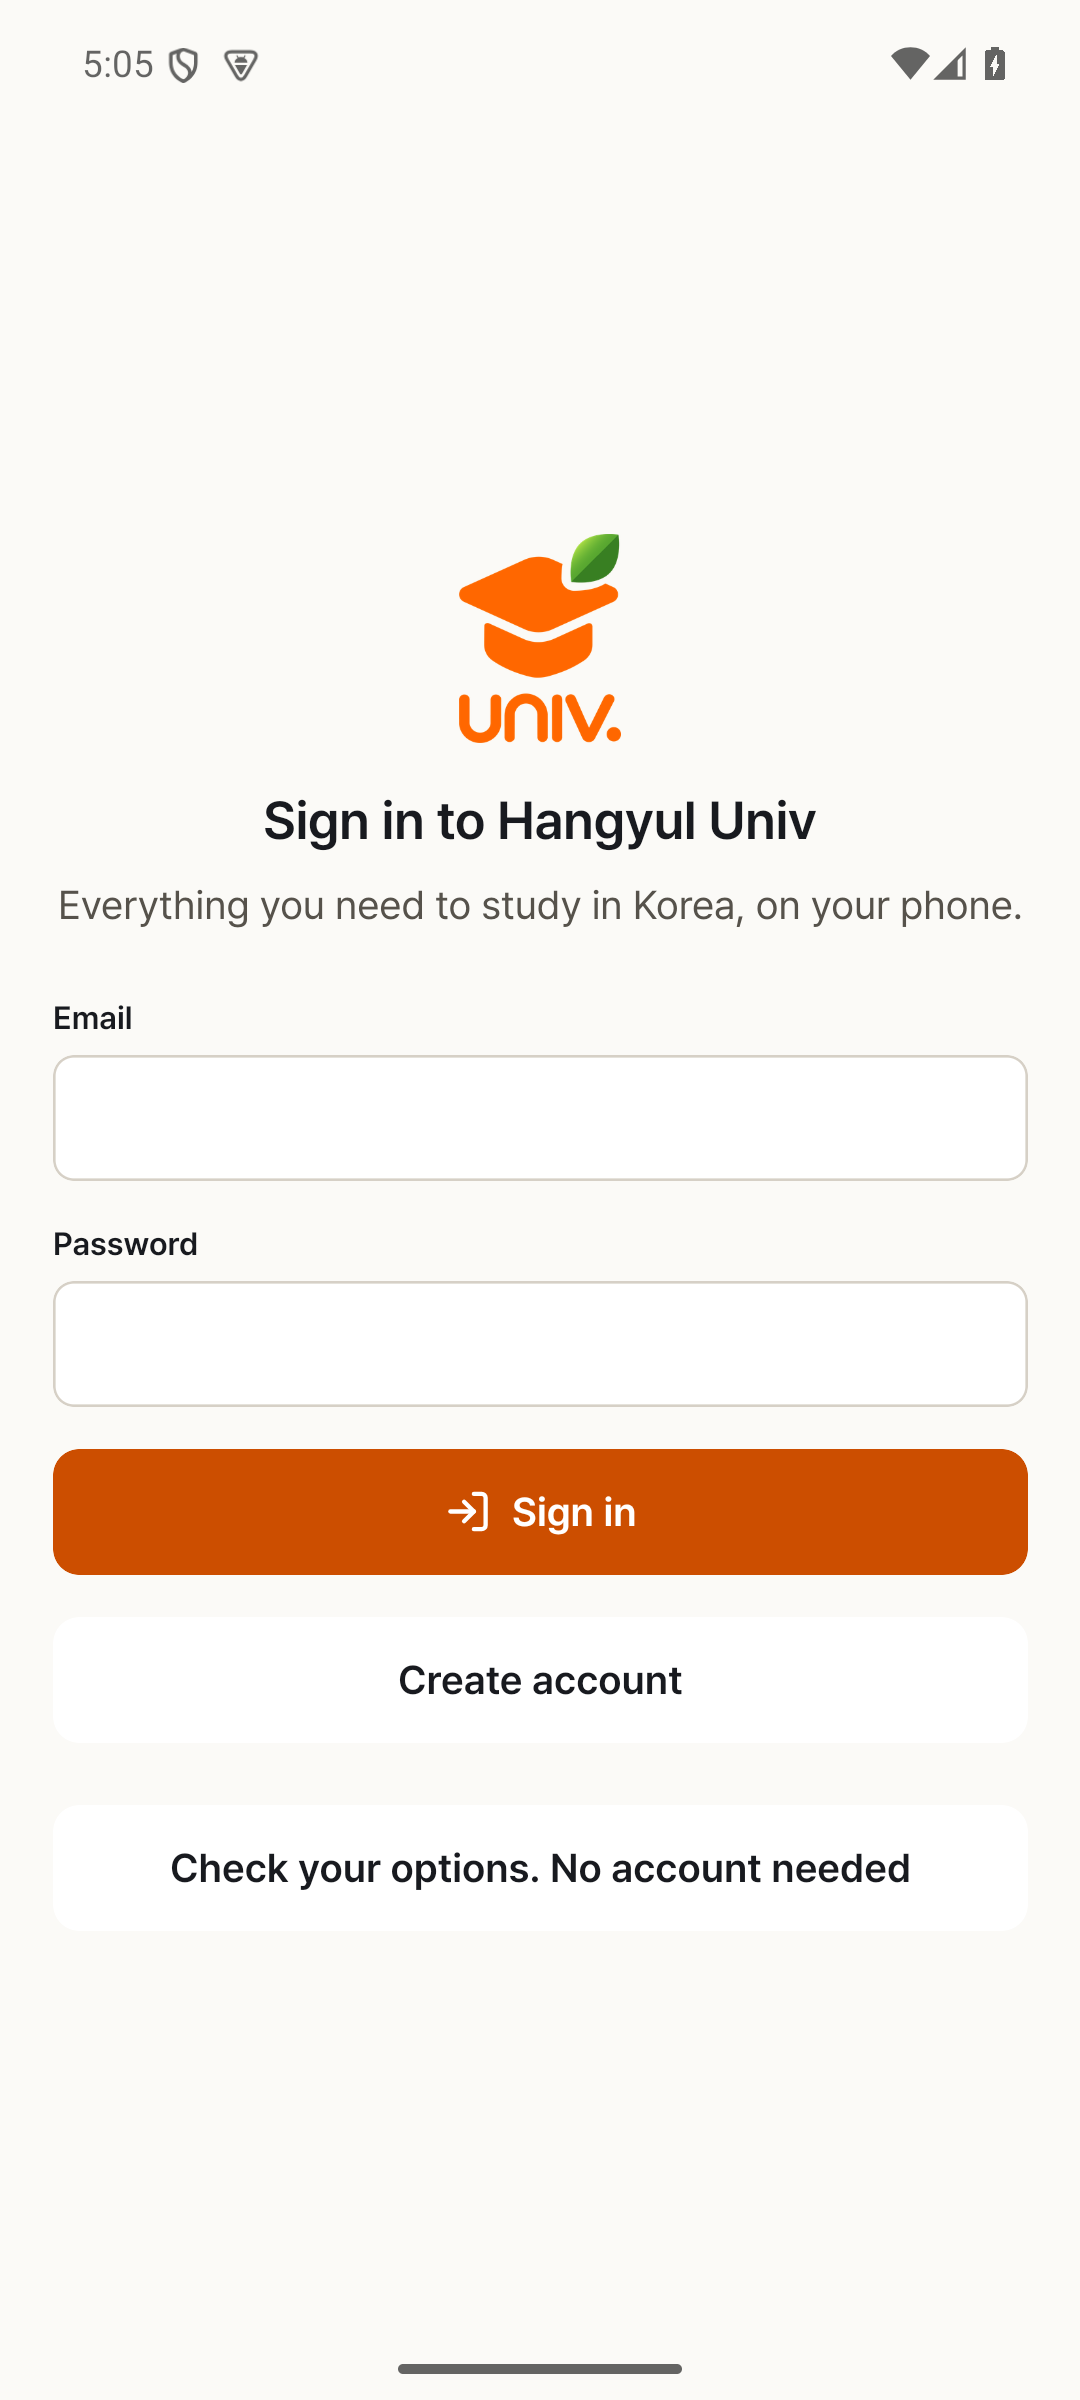 5:05
UNIV.
Sign in to Hangyul Univ
Everything you need to study in Korea, on your phone.
Email
Password
Sign in
Create account
Check your options. No account needed